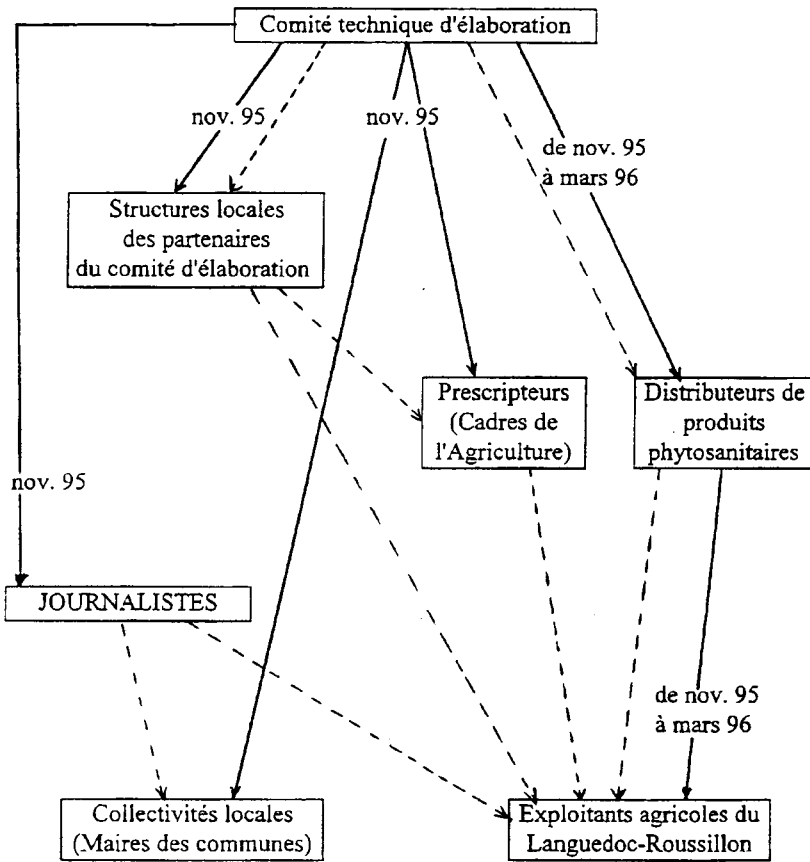 Comité technique d'élaboration
nov. 95
nov. 95
de nov. 95
à mars 96
Structures locales
des partenaires
du comité d'élaboration
Prescripteurs
(Cadres de
l'Agriculture)
Distributeurs de
produits
phytosanitaires
nov. 95
JOURNALISTES
de nov. 95
à mars 96
Collectivités locales
(Maires des communes)
Exploitants agricoles du
Languedoc-Roussillon